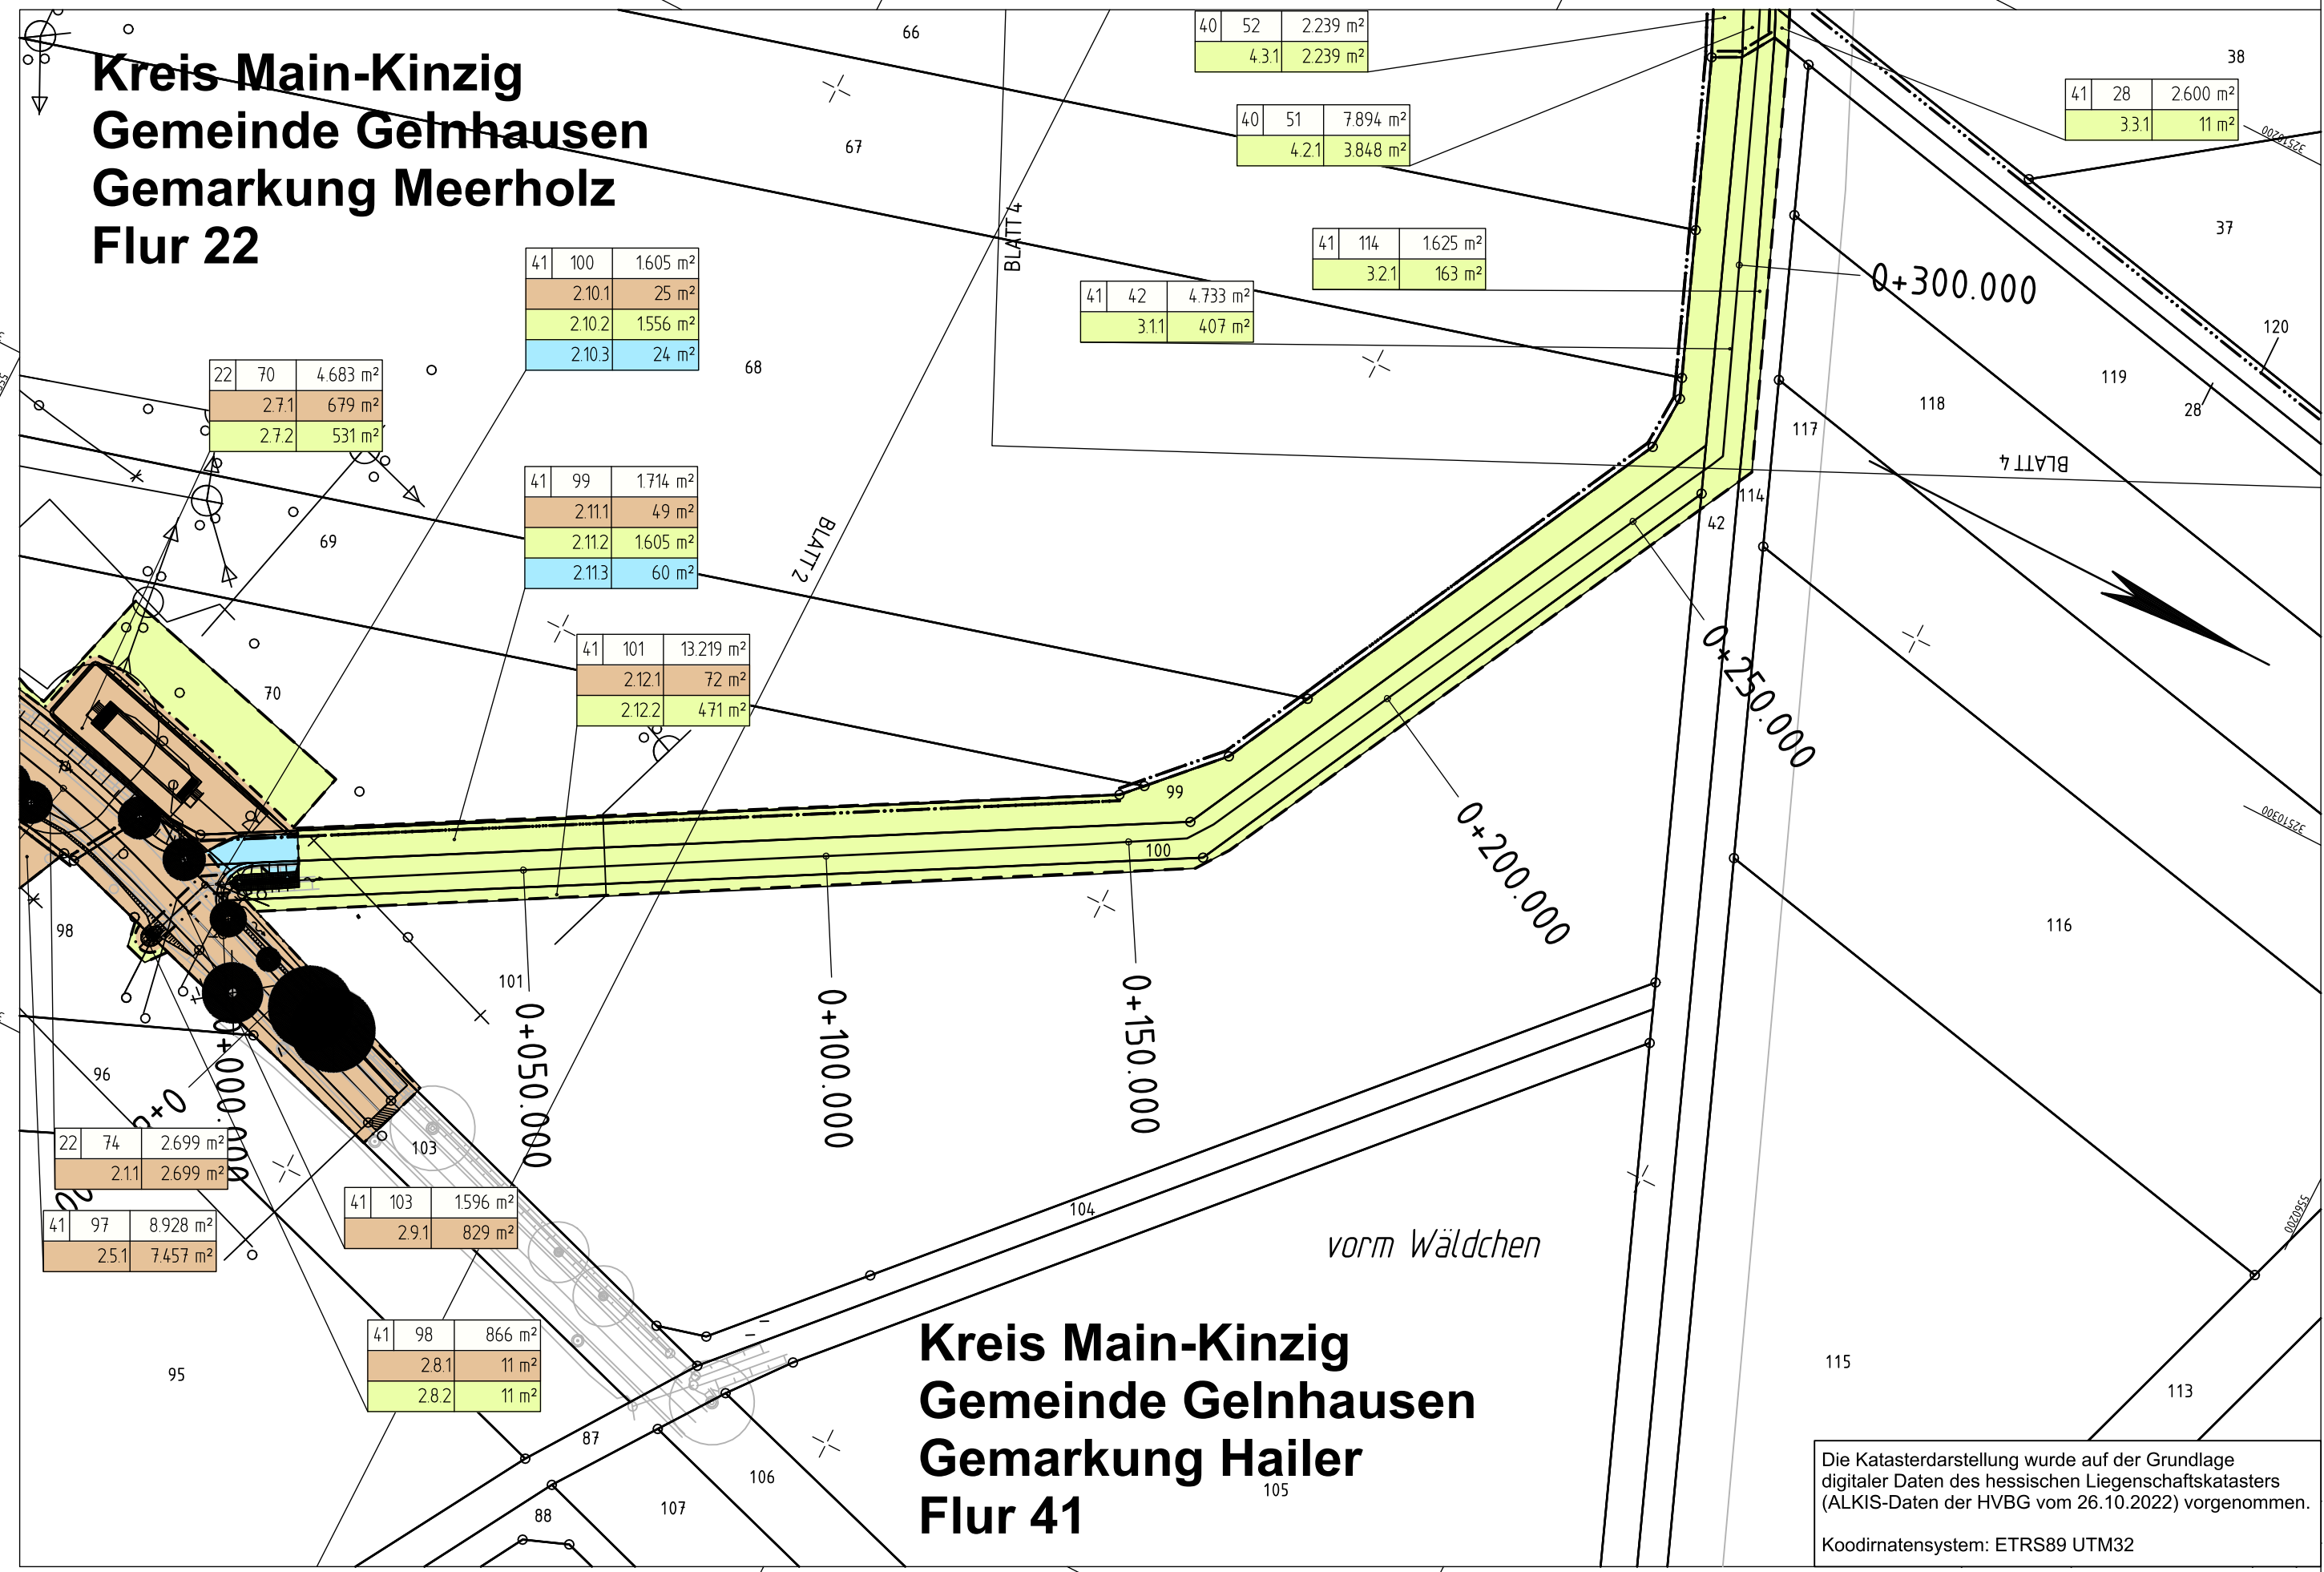 Kreis Main-Kinzig
Gemeinde Gelnhausen
Gemarkung Meerholz
Flur 22
66
67
68
69
70
38
37
40 52 2.239 m²
4.3.1 2.239 m²
40 51 7.894 m²
4.2.1 3.848 m²
41 28 2.600 m²
3.3.1 11 m²
32510200
41 114 1.625 m²
3.2.1 163 m²
41 42 4.733 m²
3.1.1 407 m²
BLATT 4
0+300.000
41 100 1.605 m²
2.10.1 25 m²
2.10.2 1.556 m²
2.10.3 24 m²
22 70 4.683 m²
2.7.1 679 m²
2.7.2 531 m²
41 99 1.714 m²
2.11.1 49 m²
2.11.2 1.605 m²
2.11.3 60 m²
41 101 13.219 m²
2.12.1 72 m²
2.12.2 471 m²
BLATT 2
120
119
28
118
117
BLATT 4
114
42
0+250.000
0+200.000
32510300
99
100
74
98
101
116
0+000.000
0+050.000
0+100.000
0+150.000
96
103
22 74 2.699 m²
2.1.1 2.699 m²
41 97 8.928 m²
2.5.1 7.457 m²
41 103 1.596 m²
2.9.1 829 m²
41 98 866 m²
2.8.1 11 m²
2.8.2 11 m²
104
vorm Wäldchen
5560200
95
87
88
107
106
105
115
113
Kreis Main-Kinzig
Gemeinde Gelnhausen
Gemarkung Hailer
Flur 41
Die Katasterdarstellung wurde auf der Grundlage
digitaler Daten des hessischen Liegenschaftskatasters
(ALKIS-Daten der HVBG vom 26.10.2022) vorgenommen.
Koodirnatensystem: ETRS89 UTM32